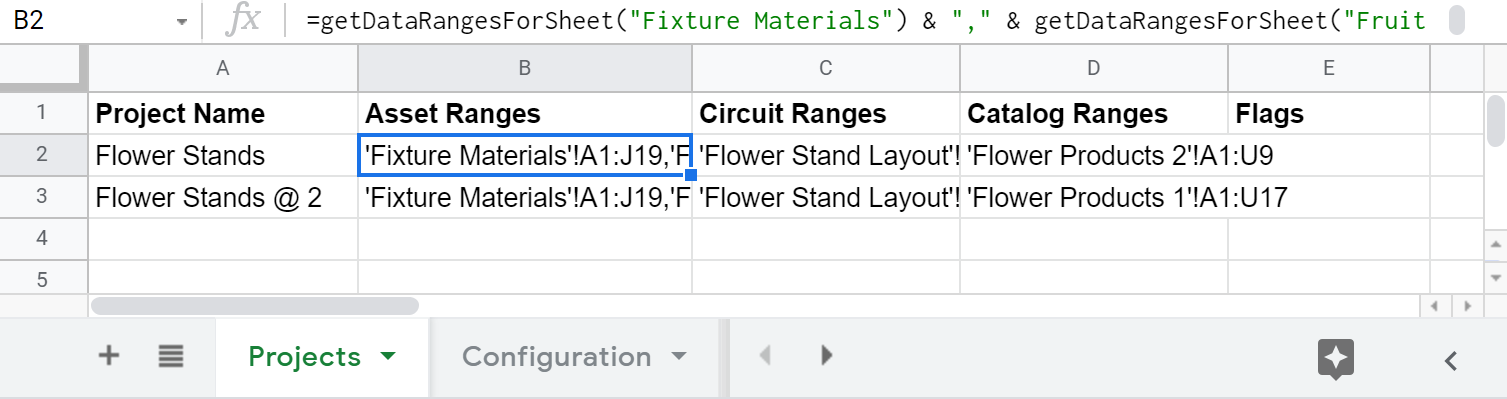 B2 fx =getDataRangesForSheet("Fixture Materials") & "," & getDataRangesForSheet("Fruit
A B C D E
1 Project Name Asset Ranges Circuit Ranges Catalog Ranges Flags
2 Flower Stands 'Fixture Materials'!A1:J19,'F 'Flower Stand Layout'! 'Flower Products 2'!A1:U9
3 Flower Stands @ 2 'Fixture Materials'!A1:J19,'F 'Flower Stand Layout'! 'Flower Products 1'!A1:U17
4
5
Projects Configuration